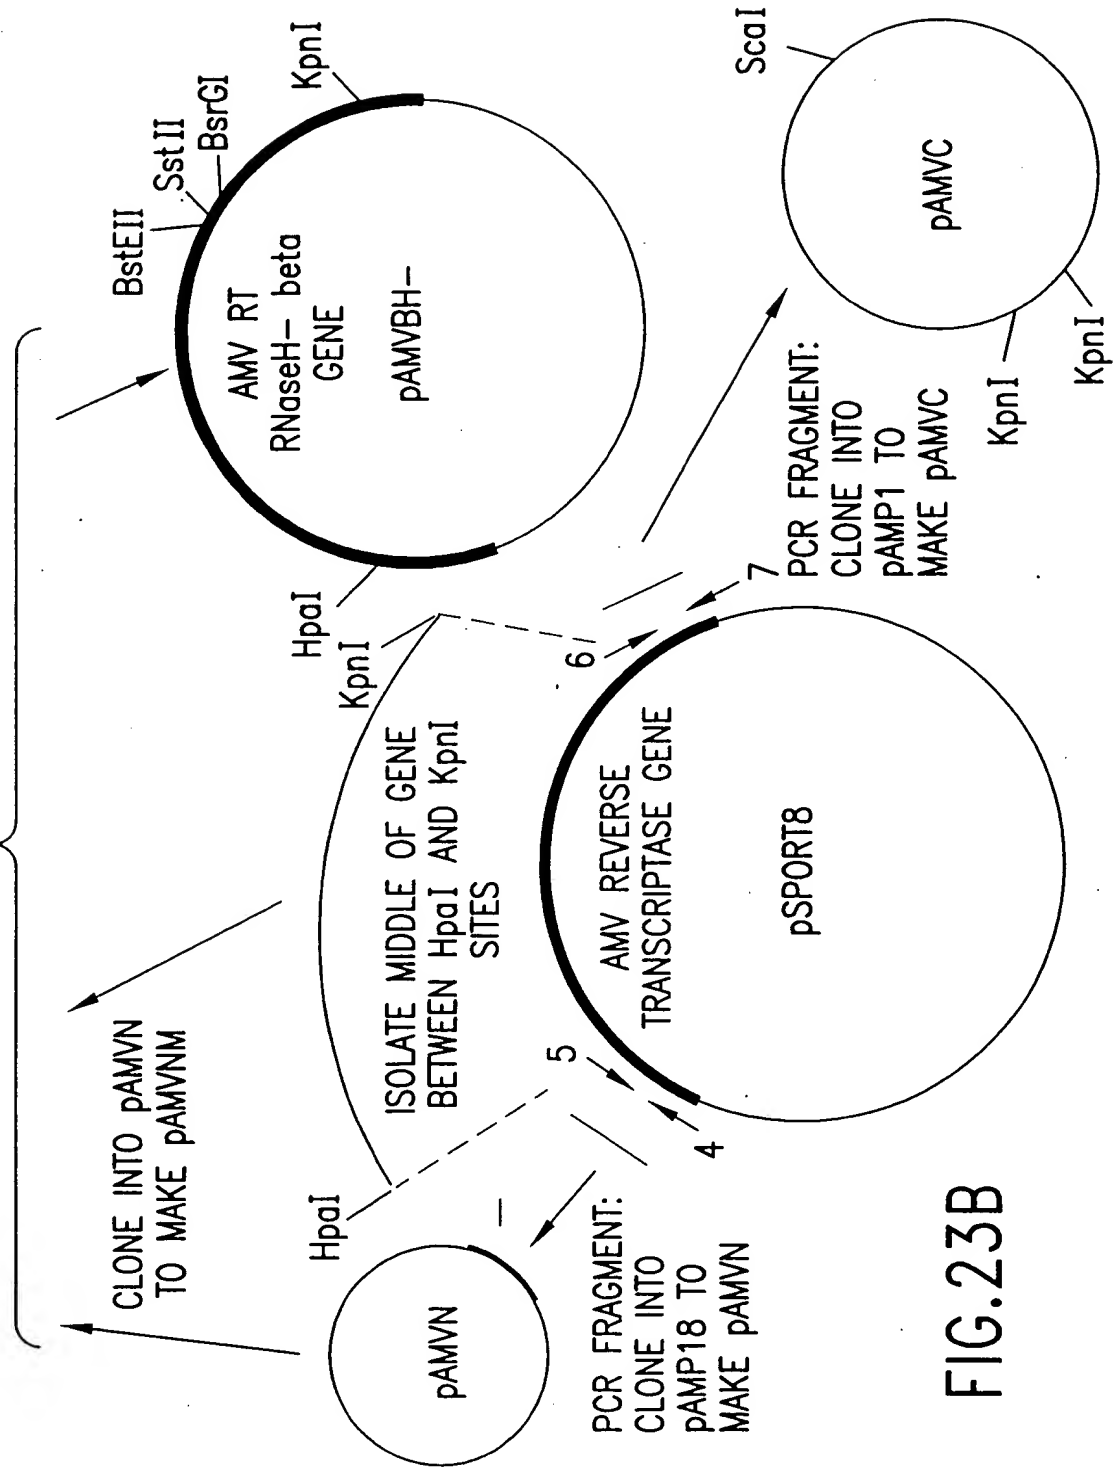 CLONE INTO pAMVN
TO MAKE pAMVNM
HpaI
KpnI
ISOLATE MIDDLE OF GENE
BETWEEN HpaI AND KpnI
SITES
HpaI
BstEII
SstII
BsrGI
KpnI
AMV RT
RNaseH- beta
GENE
pAMVBH-
pAMVN
PCR FRAGMENT:
CLONE INTO
pAMP18 TO
MAKE pAMVN
4
5
6
7
AMV REVERSE
TRANSCRIPTASE GENE
pSPORT8
PCR FRAGMENT:
CLONE INTO
pAMP1 TO
MAKE pAMVC
ScaI
pAMVC
KpnI
KpnI
FIG.23B